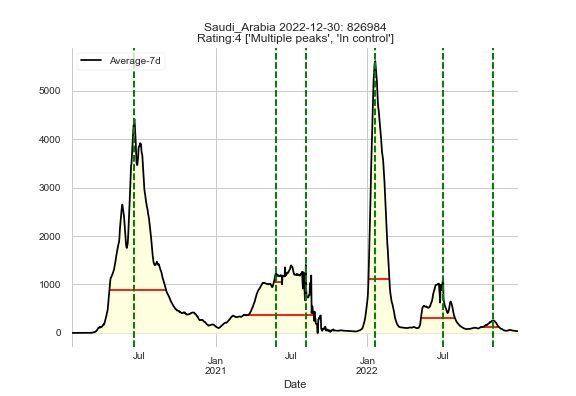 Saudi_Arabia 2022-12-30: 826984
Rating:4 ['Multiple peaks', 'In control']
Average-7d
5000
4000
3000
2000
1000
0
Jul
Jan
2021
Jul
Jan
2022
Jul
Date